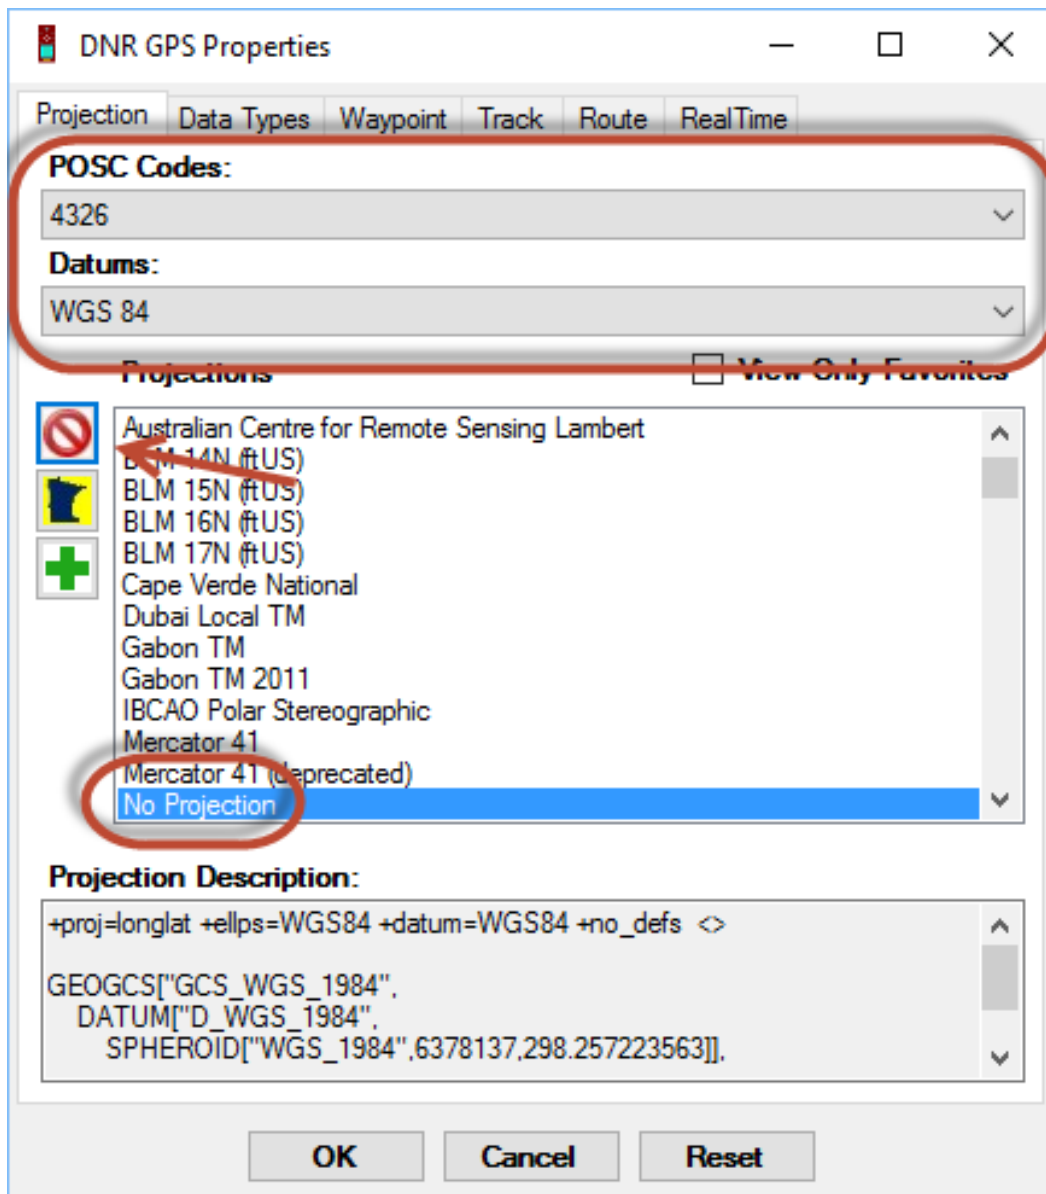 DNR GPS Properties
Projection Data Types Waypoint Track Route RealTime
POSC Codes:
4326
Datums:
WGS 84
Projections View Only Favorites
Australian Centre for Remote Sensing Lambert
BLM 14N (ftUS)
BLM 15N (ftUS)
BLM 16N (ftUS)
BLM 17N (ftUS)
Cape Verde National
Dubai Local TM
Gabon TM
Gabon TM 2011
IBCAO Polar Stereographic
Mercator 41
Mercator 41 (deprecated)
No Projection
Projection Description:
+proj=longlat +ellps=WGS84 +datum=WGS84 +no_defs <>
GEOGCS["GCS_WGS_1984",
DATUM["D_WGS_1984",
SPHEROID["WGS_1984",6378137,298.257223563]],
OK Cancel Reset